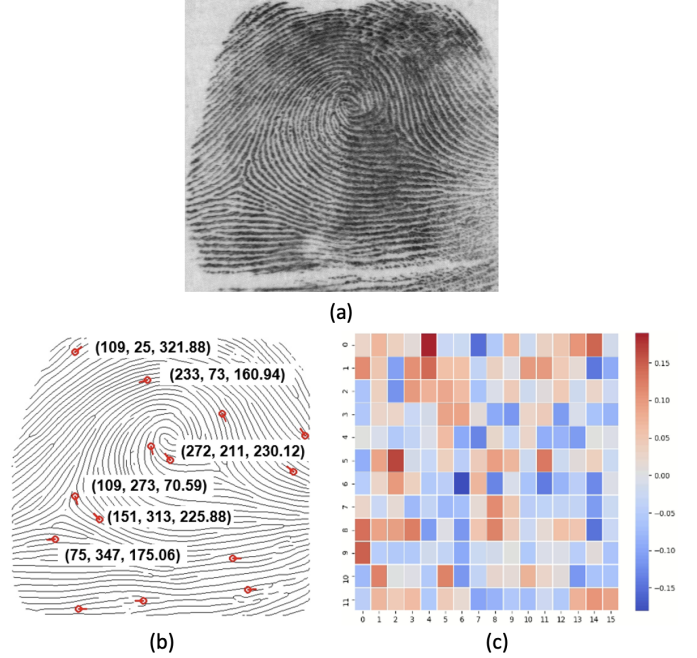 (a)
(109, 25, 321.88)
(233, 73, 160.94)
(272, 211, 230.12)
(109, 273, 70.59)
(151, 313, 225.88)
(75, 347, 175.06)
(b)
0
1
2
3
4
5
6
7
8
9
10
11
0 1 2 3 4 5 6 7 8 9 10 11 12 13 14 15
0.15
0.10
0.05
0.00
−0.05
−0.10
−0.15
(c)